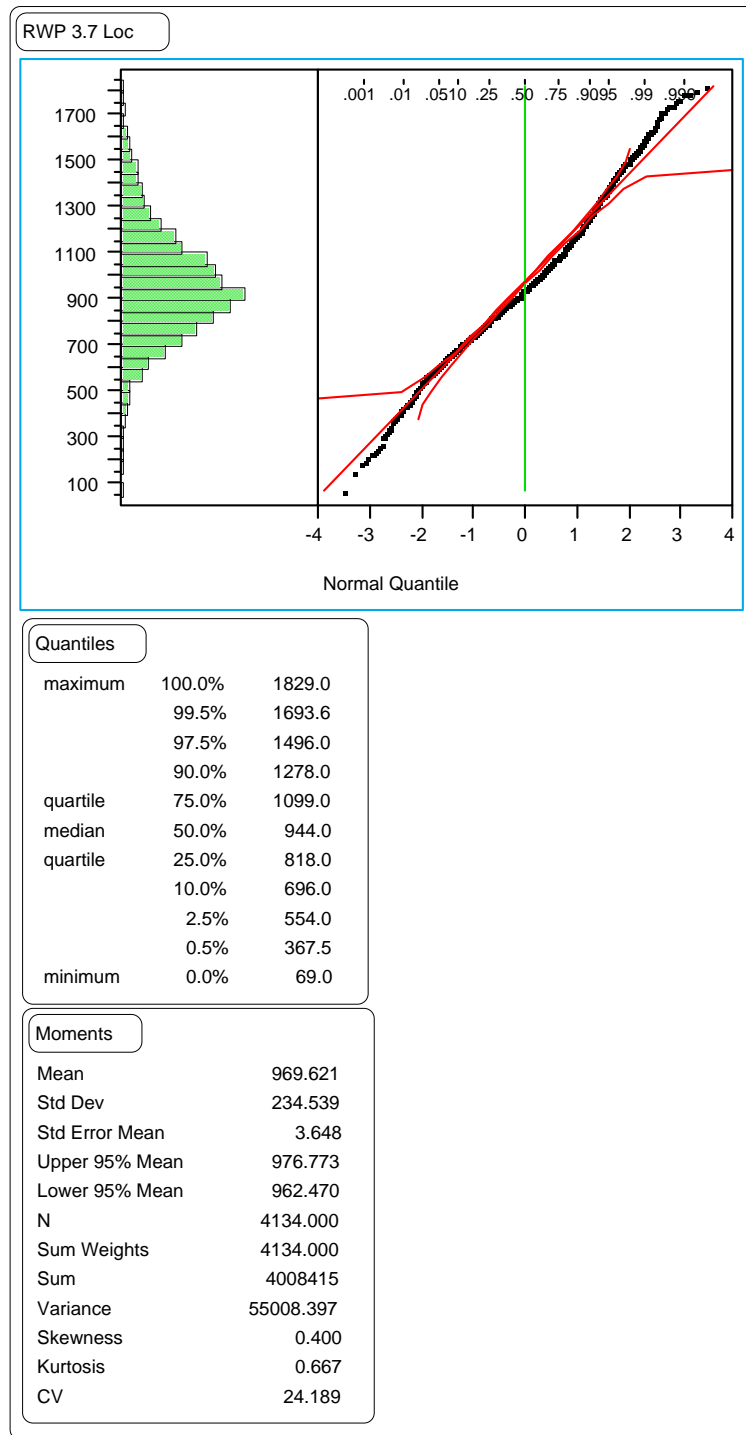 RWP 3.7 Loc
.001 .01 .05.10 .25 .50 .75 .90.95 .99 .999
1700
1500
1300
1100
900
700
500
300
100
-4 -3 -2 -1 0 1 2 3 4
Normal Quantile
Quantiles
maximum 100.0% 1829.0
99.5% 1693.6
97.5% 1496.0
90.0% 1278.0
quartile 75.0% 1099.0
median 50.0% 944.0
quartile 25.0% 818.0
10.0% 696.0
2.5% 554.0
0.5% 367.5
minimum 0.0% 69.0
Moments
Mean 969.621
Std Dev 234.539
Std Error Mean 3.648
Upper 95% Mean 976.773
Lower 95% Mean 962.470
N 4134.000
Sum Weights 4134.000
Sum 4008415
Variance 55008.397
Skewness 0.400
Kurtosis 0.667
CV 24.189